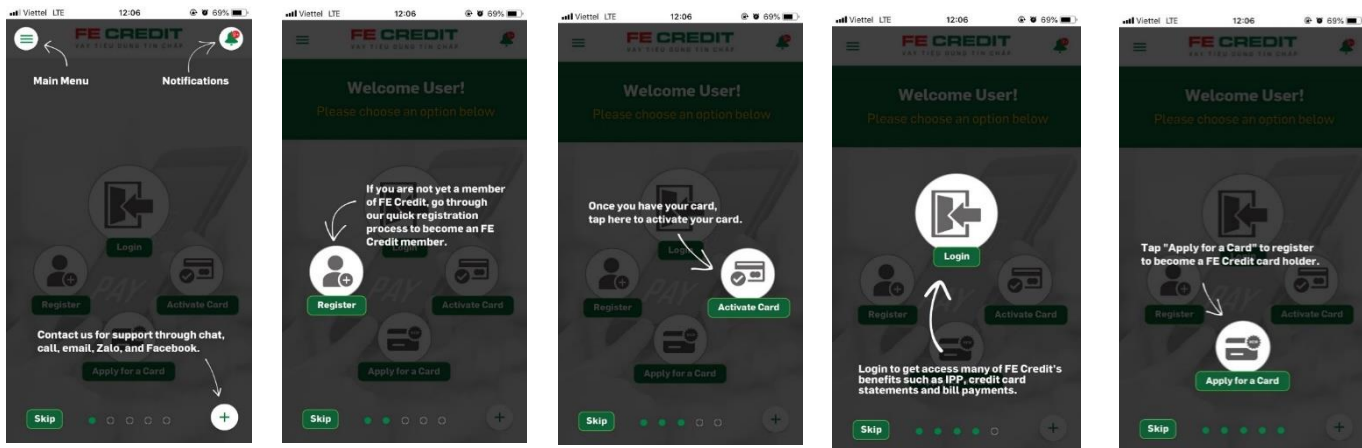 Viettel LTE 12:06 69%
FE CREDIT
VAY TIÊU DÙNG TÍN CHẤP
Main Menu
Notifications
Login
Register
Activate Card
Contact us for support through chat,
call, email, Zalo, and Facebook.
Apply for a Card
Skip
+
Viettel LTE 12:06 69%
FE CREDIT
VAY TIÊU DÙNG TÍN CHẤP
Welcome User!
Please choose an option below
If you are not yet a member
of FE Credit, go through
our quick registration
process to become an FE
Credit member.
Login
Register
Activate Card
Apply for a Card
Skip
+
Viettel LTE 12:06 69%
FE CREDIT
VAY TIÊU DÙNG TÍN CHẤP
Welcome User!
Please choose an option below
Once you have your card,
tap here to activate your card.
Login
Register
Activate Card
Apply for a Card
Skip
+
Viettel LTE 12:06 69%
FE CREDIT
VAY TIÊU DÙNG TÍN CHẤP
Welcome User!
Please choose an option below
Login
Register
Activate Card
Login to get access many of FE Credit's
benefits such as IPP, credit card
statements and bill payments.
Skip
+
Viettel LTE 12:06 69%
FE CREDIT
VAY TIÊU DÙNG TÍN CHẤP
Welcome User!
Please choose an option below
Tap "Apply for a Card" to register
to become a FE Credit card holder.
Register
Activate Card
Apply for a Card
Skip
+